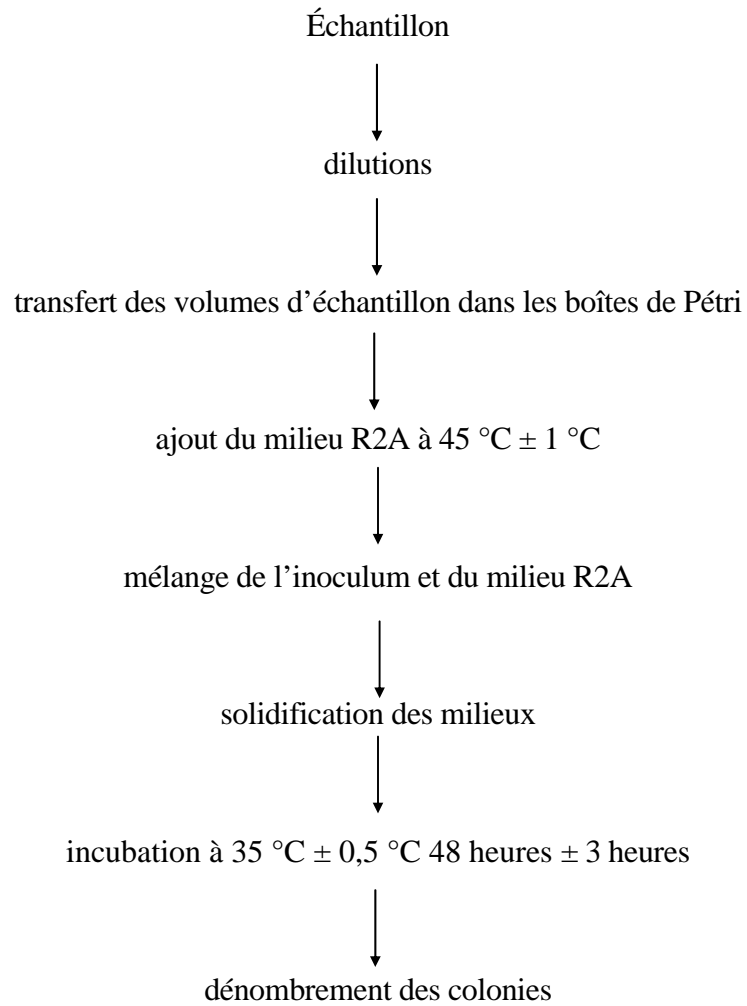 Échantillon
dilutions
transfert des volumes d’échantillon dans les boîtes de Pétri
ajout du milieu R2A à 45 °C ± 1 °C
mélange de l’inoculum et du milieu R2A
solidification des milieux
incubation à 35 °C ± 0,5 °C 48 heures ± 3 heures
dénombrement des colonies